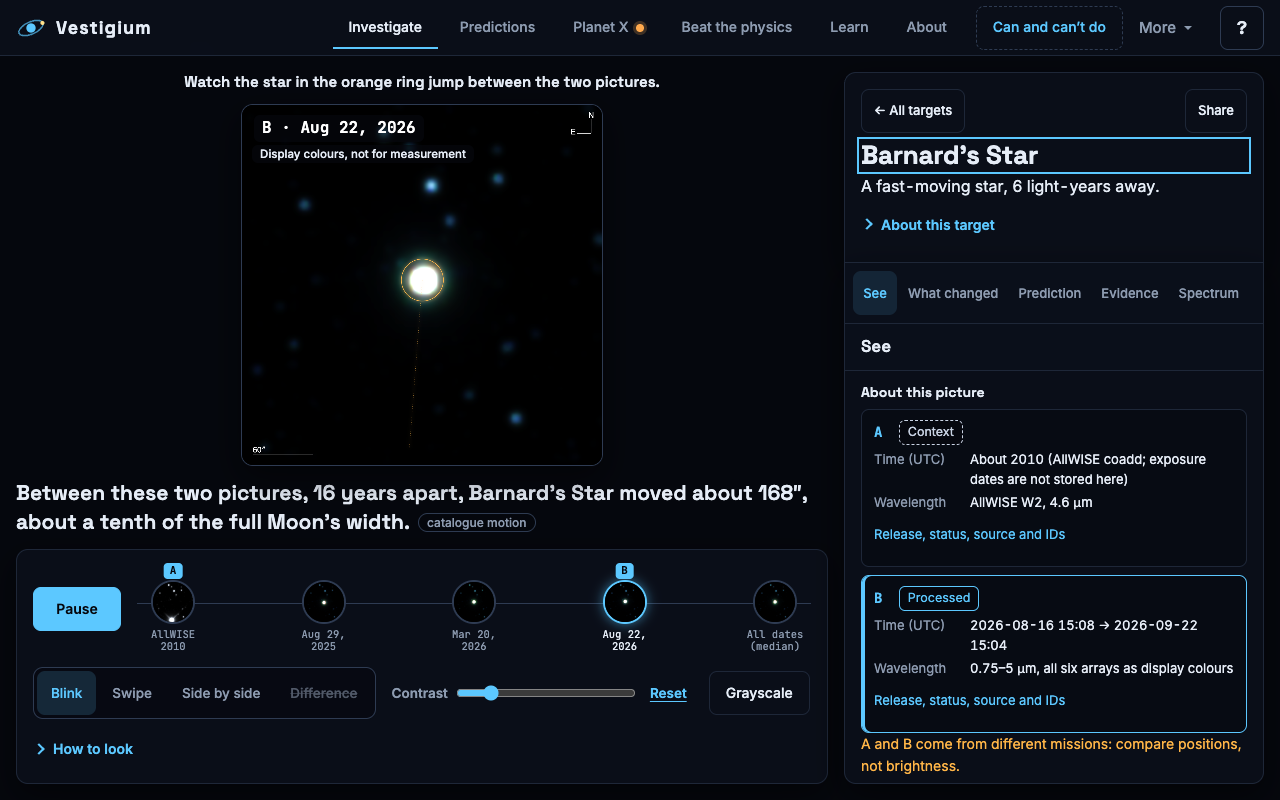 Vestigium
Investigate
Predictions
Planet X
Beat the physics
Learn
About
Can and can't do
More
?
Watch the star in the orange ring jump between the two pictures.
B · Aug 22, 2026
Display colours, not for measurement
N
E
60"
Between these two pictures, 16 years apart, Barnard's Star moved about 168″,
about a tenth of the full Moon's width. catalogue motion
Pause
A
AllWISE
2010
Aug 29,
2025
Mar 20,
2026
B
Aug 22,
2026
All dates
(median)
Blink
Swipe
Side by side
Difference
Contrast
Reset
Grayscale
How to look
← All targets
Share
Barnard's Star
A fast-moving star, 6 light-years away.
About this target
See
What changed
Prediction
Evidence
Spectrum
See
About this picture
A Context
Time (UTC) About 2010 (AllWISE coadd; exposure
dates are not stored here)
Wavelength AllWISE W2, 4.6 µm
Release, status, source and IDs
B Processed
Time (UTC) 2026-08-16 15:08 → 2026-09-22
15:04
Wavelength 0.75–5 µm, all six arrays as display colours
Release, status, source and IDs
A and B come from different missions: compare positions,
not brightness.